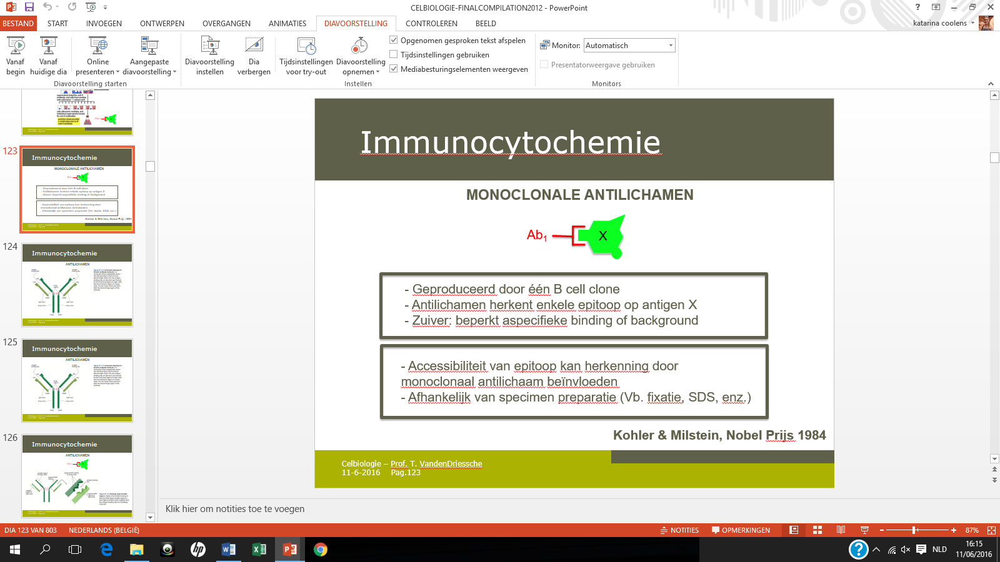 CELBIOLOGIE-FINALCOMPILATION2012 - PowerPoint
BESTAND START INVOEGEN ONTWERPEN OVERGANGEN ANIMATIES DIAVOORSTELLING CONTROLEREN BEELD
katarina coolens
Vanaf begin
Vanaf huidige dia
Online presenteren
Aangepaste diavoorstelling
Diavoorstelling starten
Diavoorstelling instellen
Dia verbergen
Tijdsinstellingen voor try-out
Diavoorstelling opnemen
Opgenomen gesproken tekst afspelen
Tijdsinstellingen gebruiken
Mediabesturingselementen weergeven
Instellen
Monitor: Automatisch
Presentatorweergave gebruiken
Monitors
123
Immunocytochemie
MONOCLONALE ANTILICHAMEN
124
Immunocytochemie
ANTILICHAMEN
125
Immunocytochemie
ANTILICHAMEN
126
Immunocytochemie
ANTILICHAMEN
Immunocytochemie
MONOCLONALE ANTILICHAMEN
Ab1
X
- Geproduceerd door één B cell clone
- Antilichamen herkent enkele epitoop op antigen X
- Zuiver: beperkt aspecifieke binding of background
- Accessibiliteit van epitoop kan herkenning door
monoclonaal antilichaam beïnvloeden
- Afhankelijk van specimen preparatie (Vb. fixatie, SDS, enz.)
Kohler & Milstein, Nobel Prijs 1984
Celbiologie – Prof. T. VandenDriessche
11-6-2016 Pag.123
Klik hier om notities toe te voegen
DIA 123 VAN 803 NEDERLANDS (BELGIË)
NOTITIES OPMERKINGEN 87%
NLD
16:15
11/06/2016